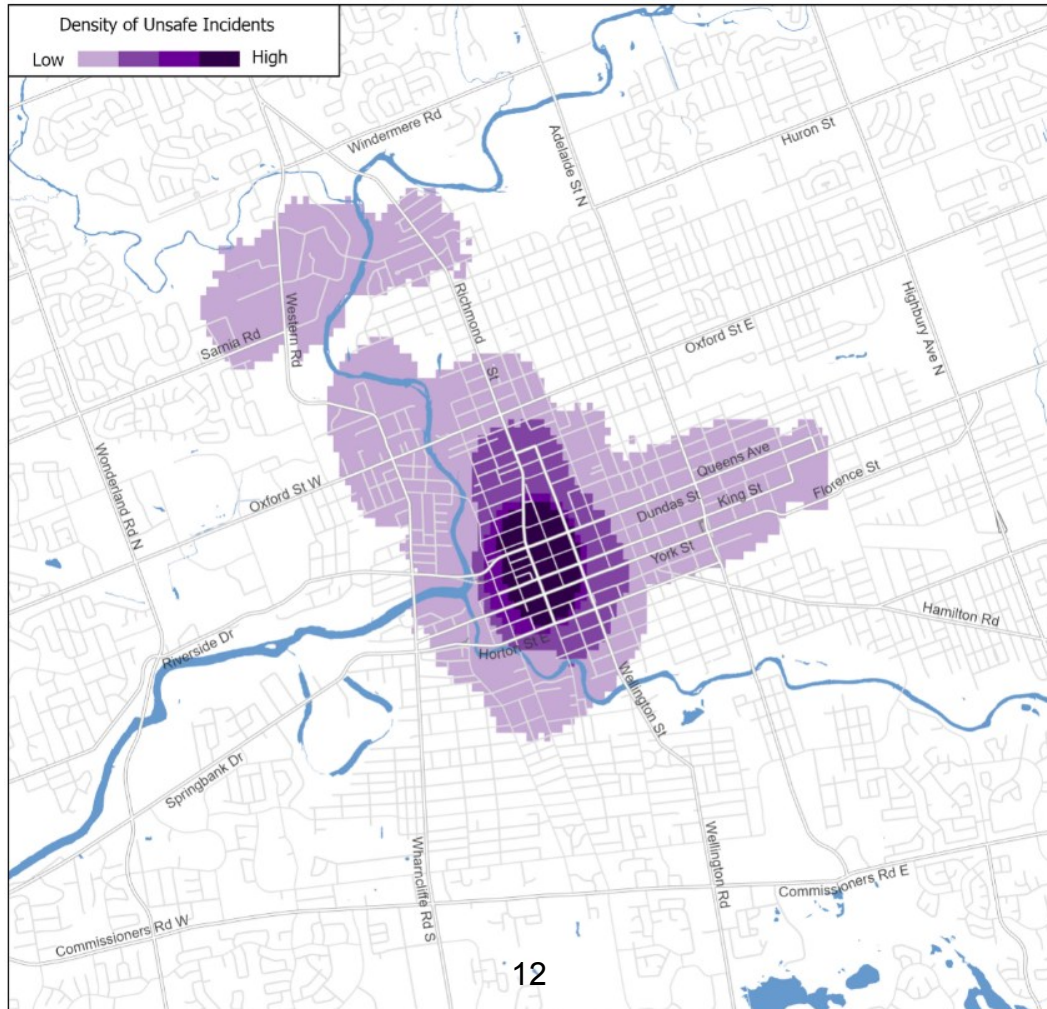 Density of Unsafe Incidents
Low High
Windermere Rd
Adelaide St N
Huron St
Highbury Ave N
Richmond St
Western Rd
Sarnia Rd
Oxford St E
Wonderland Rd N
Oxford St W
Queens Ave
Dundas St
King St
Florence St
York St
Hamilton Rd
Riverside Dr
Horton St E
Wellington St
Springbank Dr
Wharncliffe Rd S
Wellington Rd
Commissioners Rd E
Commissioners Rd W
12